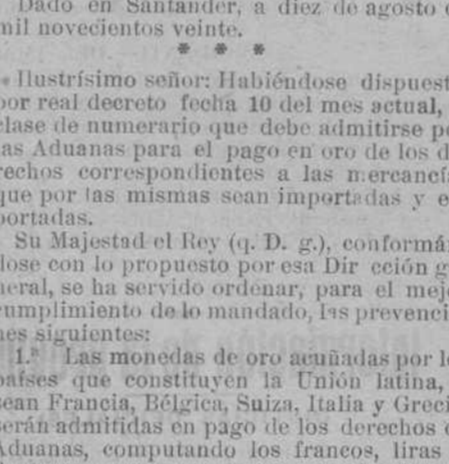 Dado en Santander, a diez de agosto d
mil novecientos veinte.
* * *
Ilustrísimo señor: Habiéndose dispuest
por real decreto fecha 10 del mes actual,
clase de numerario que debe admitirse po
las Aduanas para el pago en oro de los d
rechos correspondientes a las mercancía
que por las mismas sean importadas y e
portadas.
Su Majestad el Rey (q. D. g.), conformá
dose con lo propuesto por esa Dir cción g
neral, se ha servido ordenar, para el mej
cumplimiento de lo mandado, las prevenci
nes siguientes:
1.ª Las monedas de oro acuñadas por lo
países que constituyen la Unión latina,
sean Francia, Bélgica, Suiza, Italia y Greci
serán admitidas en pago de los derechos d
Aduanas, computando los francos, liras